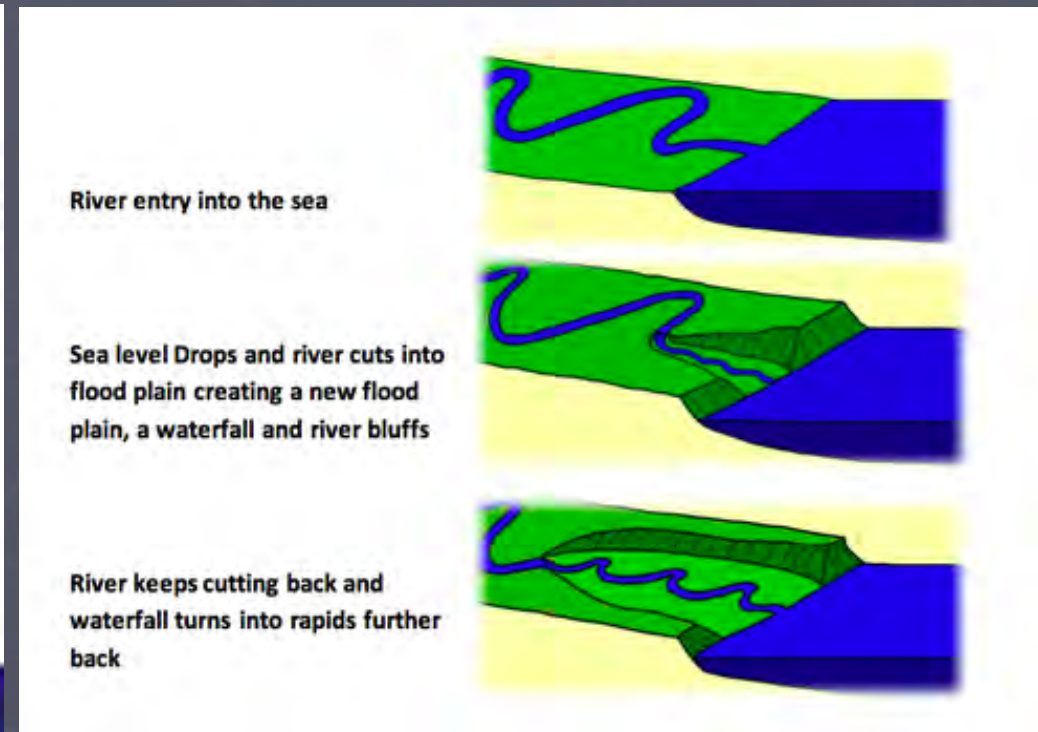 River entry into the sea
Sea level Drops and river cuts into
flood plain creating a new flood
plain, a waterfall and river bluffs
River keeps cutting back and
waterfall turns into rapids further
back